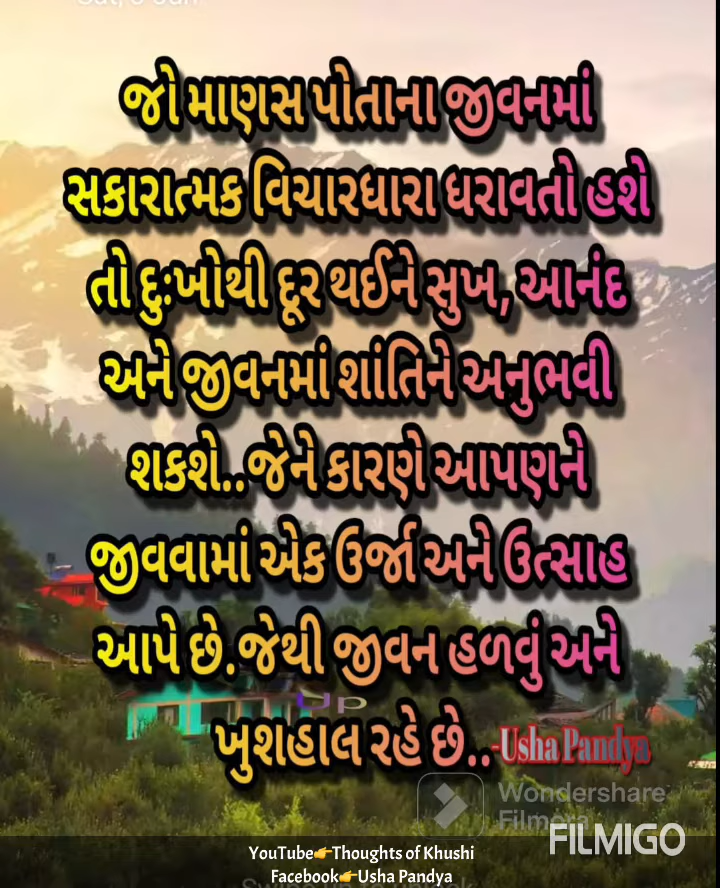 જો માણસ પોતાના જીવનમાં
સકારાત્મક વિચારધારા ધરાવતો હશે
તો દુઃખોથી દૂર થઈને સુખ, આનંદ
અને જીવનમાં શાંતિને અનુભવી
શકશે..જેને કારણે આપણને
જીવવામાં એક ઉર્જા અને ઉત્સાહ
આપે છે.જેથી જીવન હળવું અને
Up
ખુશહાલ રહે છે..-Usha Pandya
Wondershare
Filmora
FILMIGO
YouTube👉Thoughts of Khushi
Facebook👉Usha Pandya